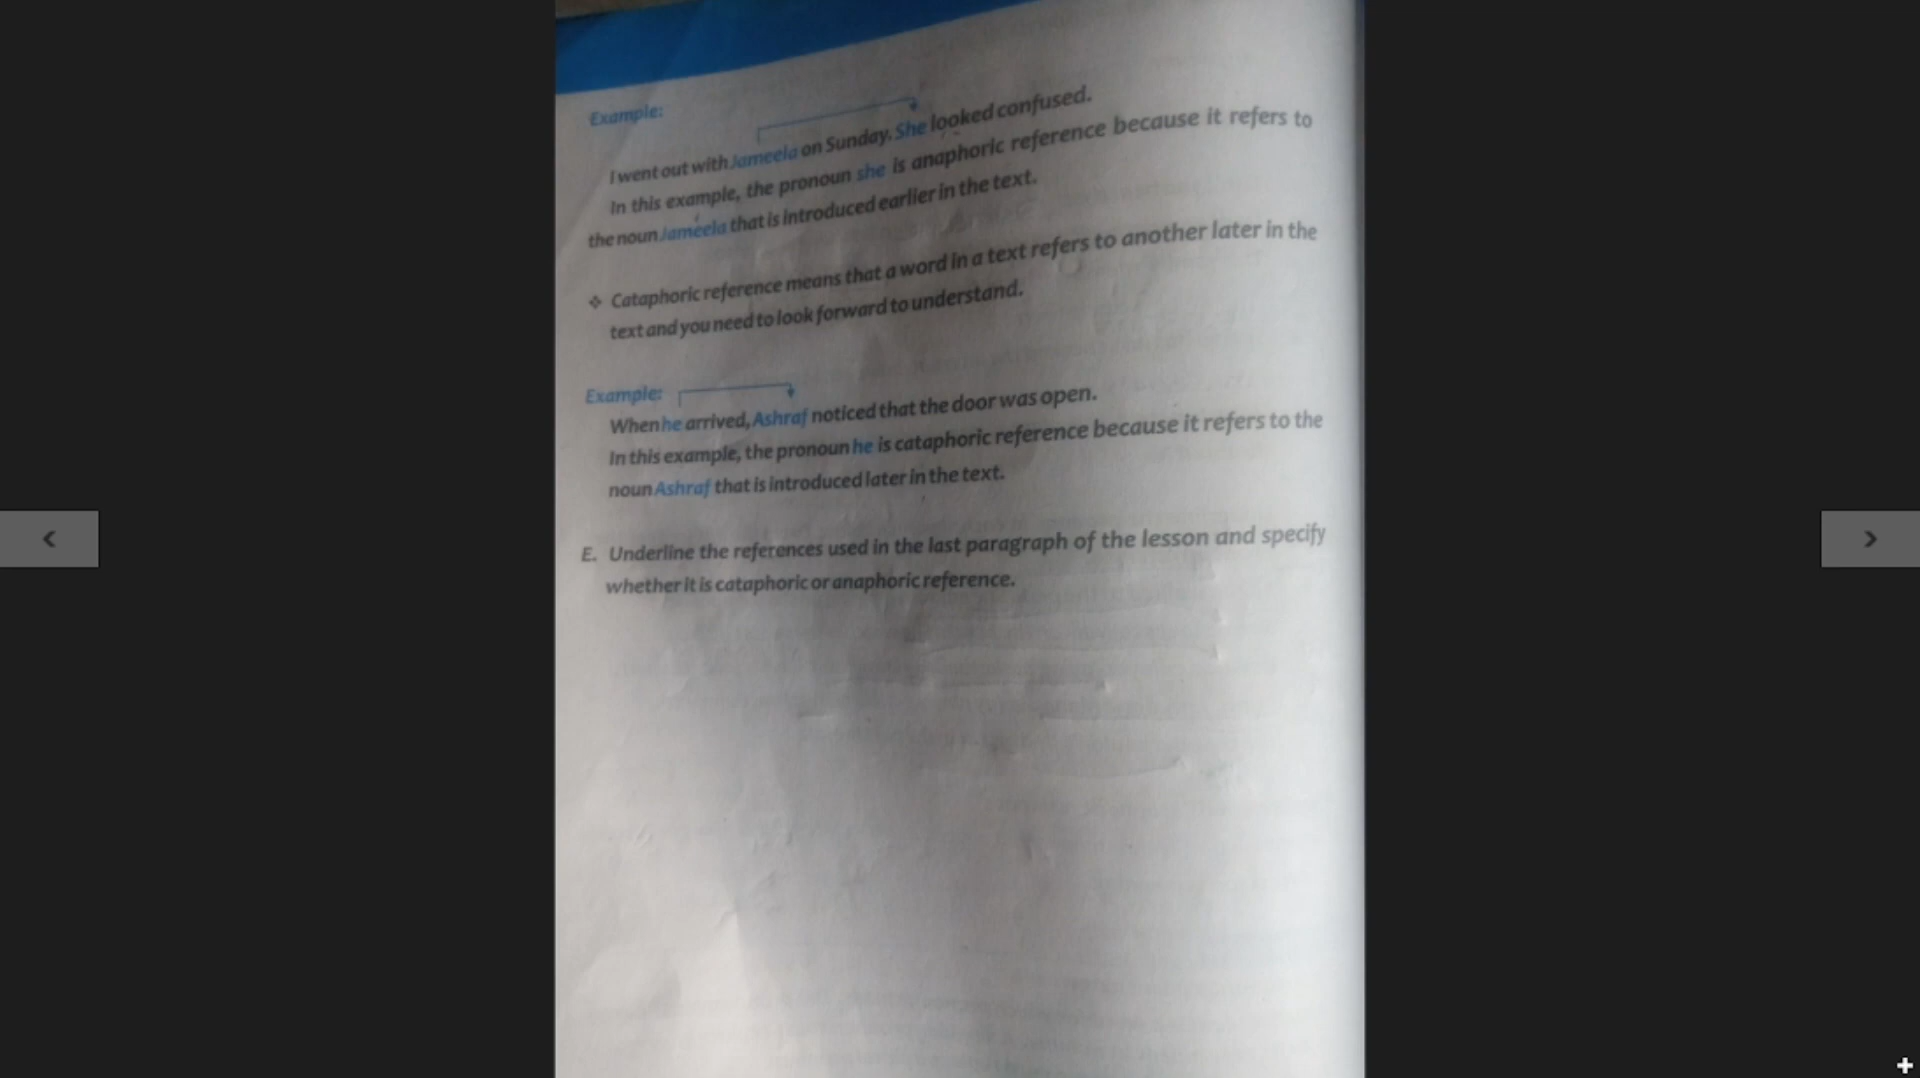 Example:
I went out with Jameela on Sunday. She looked confused.
In this example, the pronoun she is anaphoric reference because it refers to
the noun Jameela that is introduced earlier in the text.
❖ Cataphoric reference means that a word in a text refers to another later in the
text and you need to look forward to understand.
Example:
When he arrived, Ashraf noticed that the door was open.
In this example, the pronoun he is cataphoric reference because it refers to the
noun Ashraf that is introduced later in the text.
E. Underline the references used in the last paragraph of the lesson and specify
whether it is cataphoric or anaphoric reference.